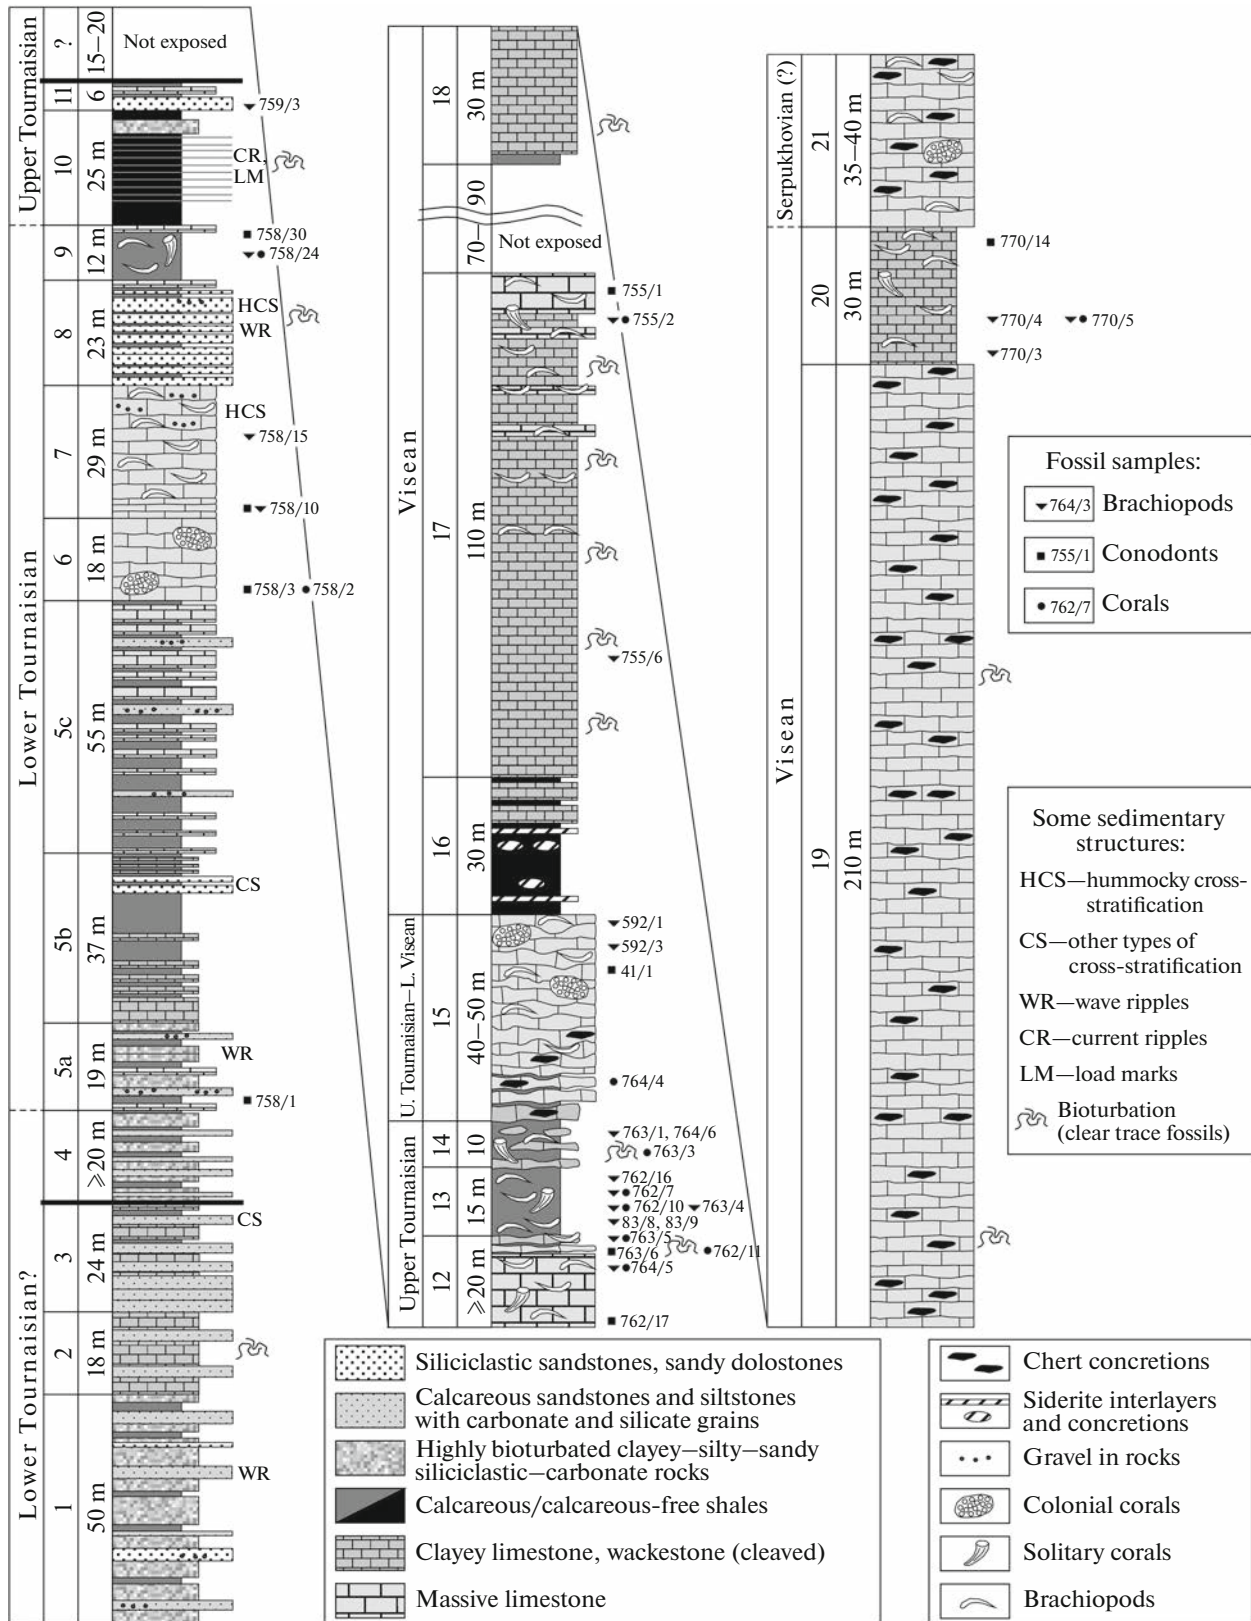 Upper Tournaisian
?
15–20
Not exposed
11
6
759/3
10
25 m
CR,
LM
Lower Tournaisian
9
12 m
758/30
758/24
8
23 m
HCS
WR
7
29 m
HCS
758/15
758/10
6
18 m
758/3
758/2
5c
55 m
5b
37 m
CS
5a
19 m
WR
758/1
Lower Tournaisian?
4
⩾20 m
3
24 m
CS
2
18 m
1
50 m
WR
Visean
18
30 m
70–90
Not exposed
17
110 m
755/1
755/2
755/6
16
30 m
U. Tournaisian–L. Visean
15
40–50 m
592/1
592/3
41/1
764/4
Upper Tournaisian
14
10
763/1, 764/6
763/3
13
15 m
762/16
762/7
762/10
763/4
83/8, 83/9
763/5
12
⩾20 m
763/6
762/11
764/5
762/17
Serpukhovian (?)
21
35–40 m
Visean
20
30 m
770/14
770/4
770/5
770/3
19
210 m
Fossil samples:
764/3 Brachiopods
755/1 Conodonts
762/7 Corals
Some sedimentary
structures:
HCS—hummocky cross-
stratification
CS—other types of
cross-stratification
WR—wave ripples
CR—current ripples
LM—load marks
Bioturbation
(clear trace fossils)
Siliciclastic sandstones, sandy dolostones
Calcareous sandstones and siltstones
with carbonate and silicate grains
Highly bioturbated clayey–silty–sandy
siliciclastic–carbonate rocks
Calcareous/calcareous-free shales
Clayey limestone, wackestone (cleaved)
Massive limestone
Chert concretions
Siderite interlayers
and concretions
Gravel in rocks
Colonial corals
Solitary corals
Brachiopods